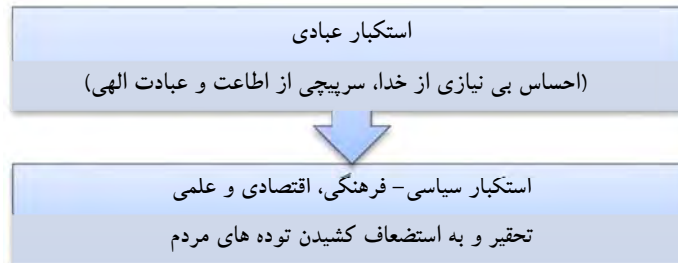 استکبار عبادی
(احساس بی نیازی از خدا، سرپیچی از اطاعت و عبادت الهی)
استکبار سیاسی- فرهنگی، اقتصادی و علمی
تحقیر و به استضعاف کشیدن توده های مردم